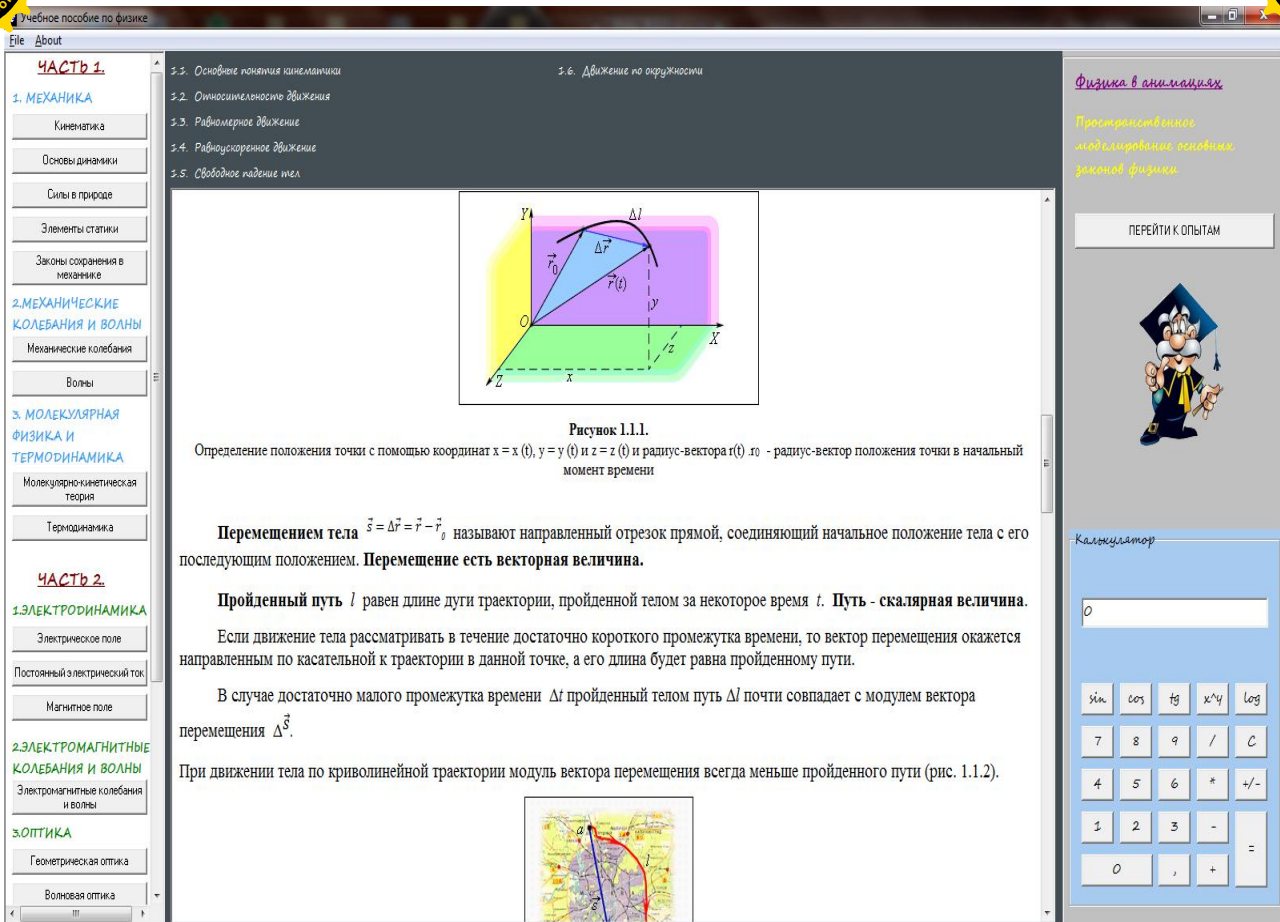 Учебное пособие по физике
File About
ЧАСТЬ 1.
1. МЕХАНИКА
Кинематика
Основы динамики
Силы в природе
Элементы статики
Законы сохранения в
механнике
2.МЕХАНИЧЕСКИЕ
КОЛЕБАНИЯ И ВОЛНЫ
Механические колебания
Волны
3. МОЛЕКУЛЯРНАЯ
ФИЗИКА И
ТЕРМОДИНАМИКА
Молекулярно-кинетическая
теория
Термодинамика
ЧАСТЬ 2.
1.ЭЛЕКТРОДИНАМИКА
Электрическое поле
Постоянный электрический ток
Магнитное поле
2.ЭЛЕКТРОМАГНИТНЫЕ
КОЛЕБАНИЯ И ВОЛНЫ
Электромагнитные колебания
и волны
3.ОПТИКА
Геометрическая оптика
Волновая оптика
1.1. Основные понятия кинематики
1.2. Относительность движения
1.3. Равномерное движение
1.4. Равноускоренное движение
1.5. Свободное падение тел
1.6. Движение по окружности
Y Δl
Δr⃗
r⃗₀
r⃗(t)
y
O
X
z
x
Z
Рисунок 1.1.1.
Определение положения точки с помощью координат x = x (t), y = y (t) и z = z (t) и радиус-вектора r(t) .r₀ - радиус-вектор положения точки в начальный
момент времени
Перемещением тела s⃗ = Δr⃗ = r⃗ − r⃗₀ называют направленный отрезок прямой, соединяющий начальное положение тела с его
последующим положением. Перемещение есть векторная величина.
Пройденный путь l равен длине дуги траектории, пройденной телом за некоторое время t. Путь - скалярная величина.
Если движение тела рассматривать в течение достаточно короткого промежутка времени, то вектор перемещения окажется
направленным по касательной к траектории в данной точке, а его длина будет равна пройденному пути.
В случае достаточно малого промежутка времени Δt пройденный телом путь Δl почти совпадает с модулем вектора
перемещения Δs⃗.
При движении тела по криволинейной траектории модуль вектора перемещения всегда меньше пройденного пути (рис. 1.1.2).
a
l
s⃗
Физика в анимациях
Пространственное
моделирование основных
законов физики
ПЕРЕЙТИ К ОПЫТАМ
Калькулятор
0
sin cos tg x^y log
7 8 9 / C
4 5 6 * +/-
1 2 3 - =
0 , +